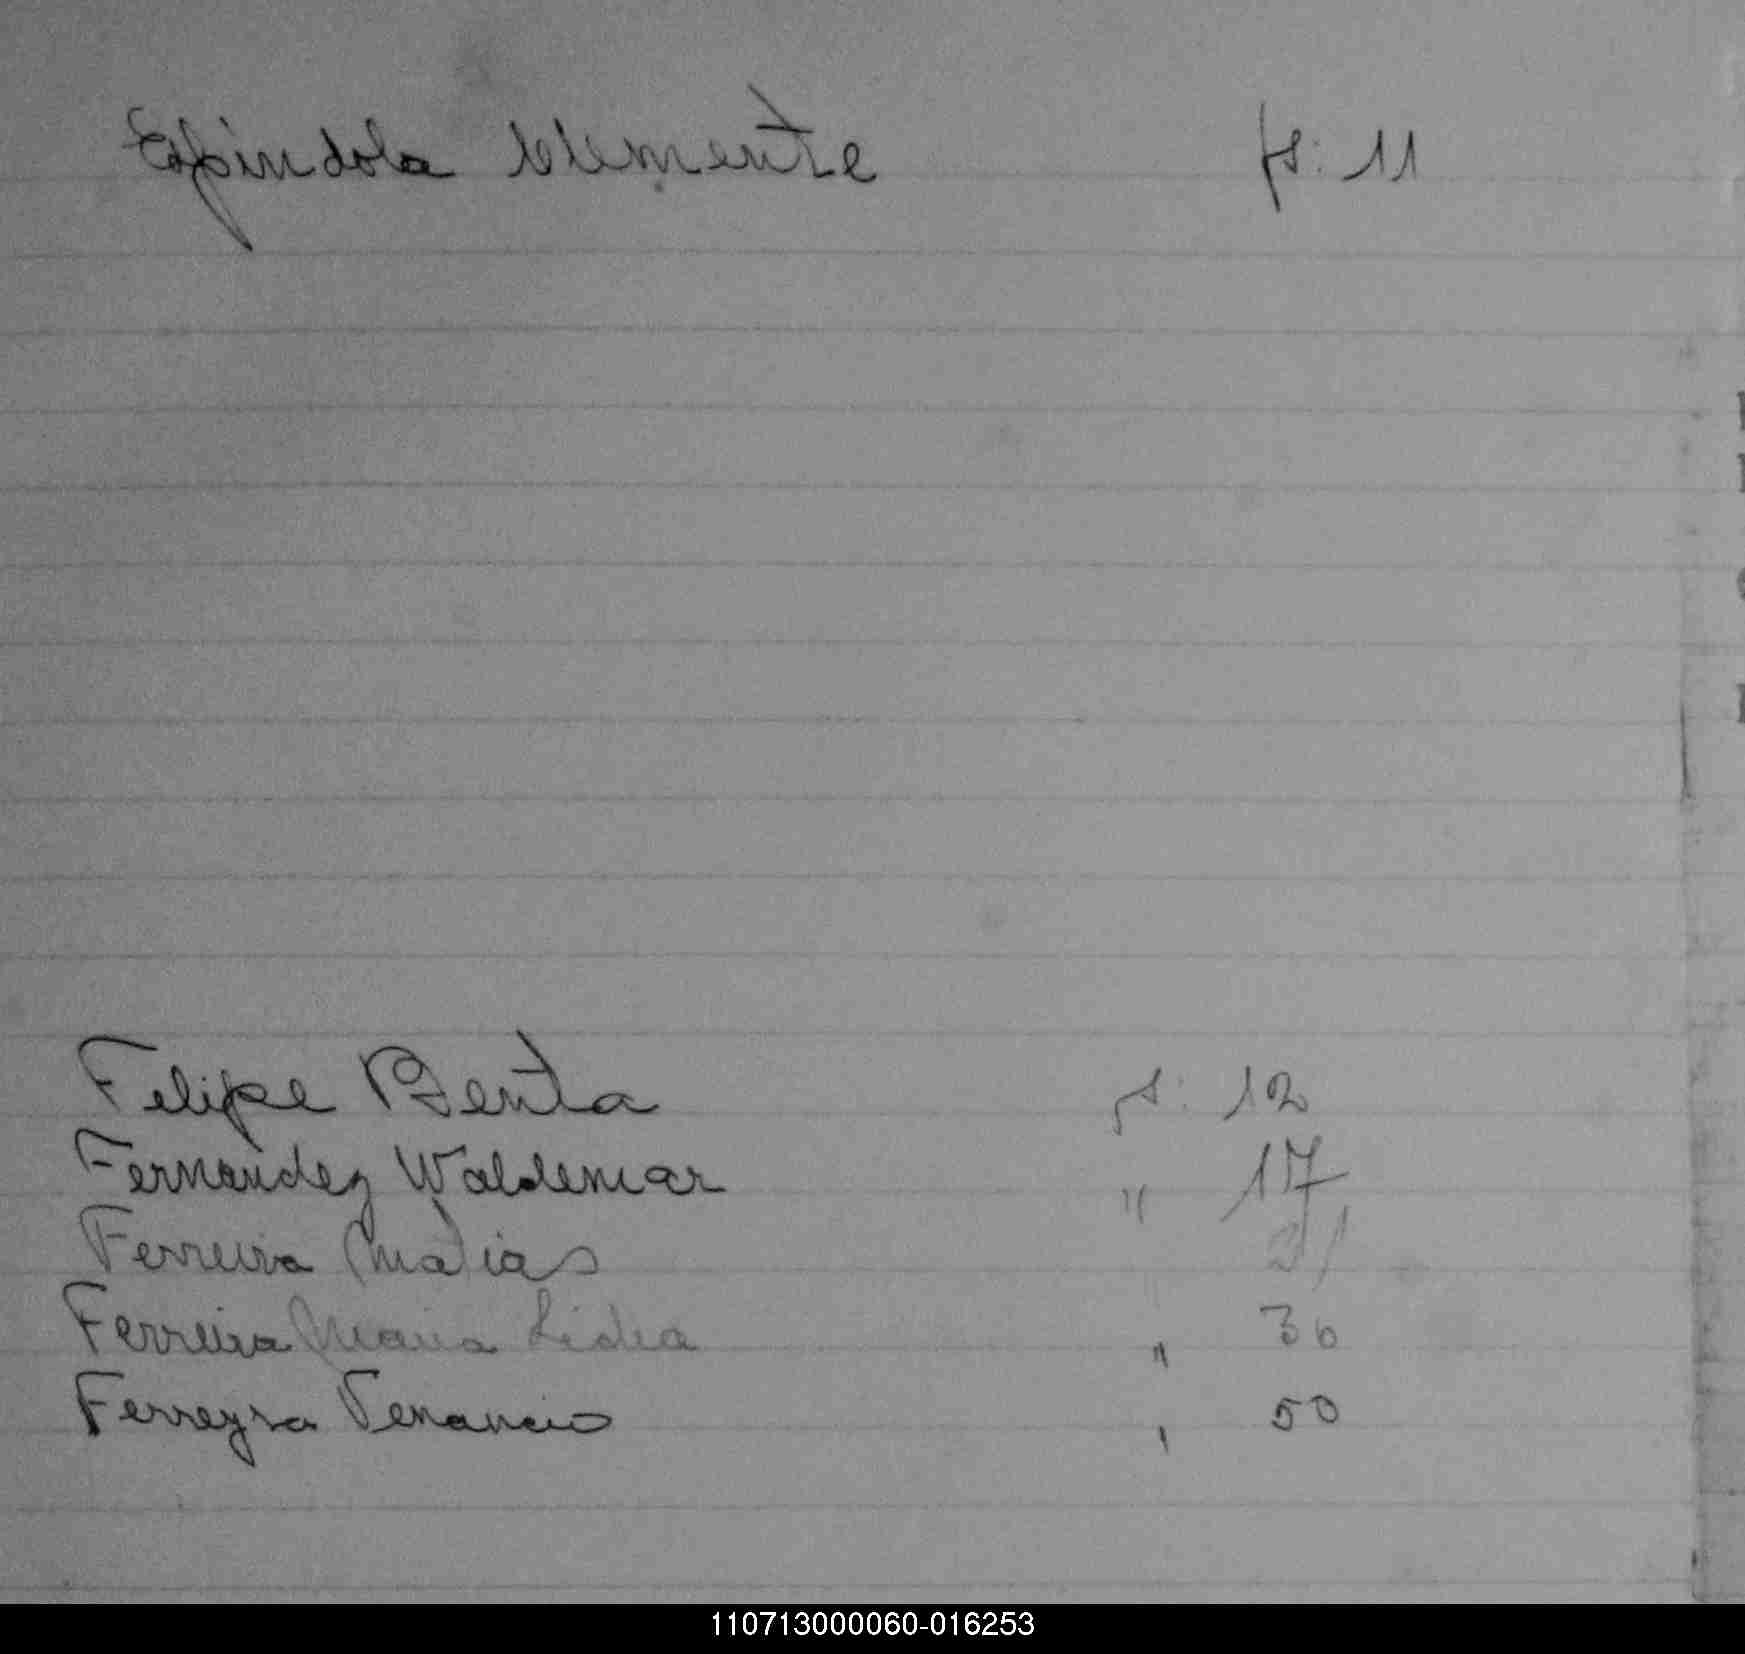 Espindola Clemente fs: 11
Felipe Benta fs: 12
Fernandez Waldemar " 17
Ferreira Matias 21
Ferreira Maria Lidia " 30
Ferreyra Venancio " 50
110713000060-016253